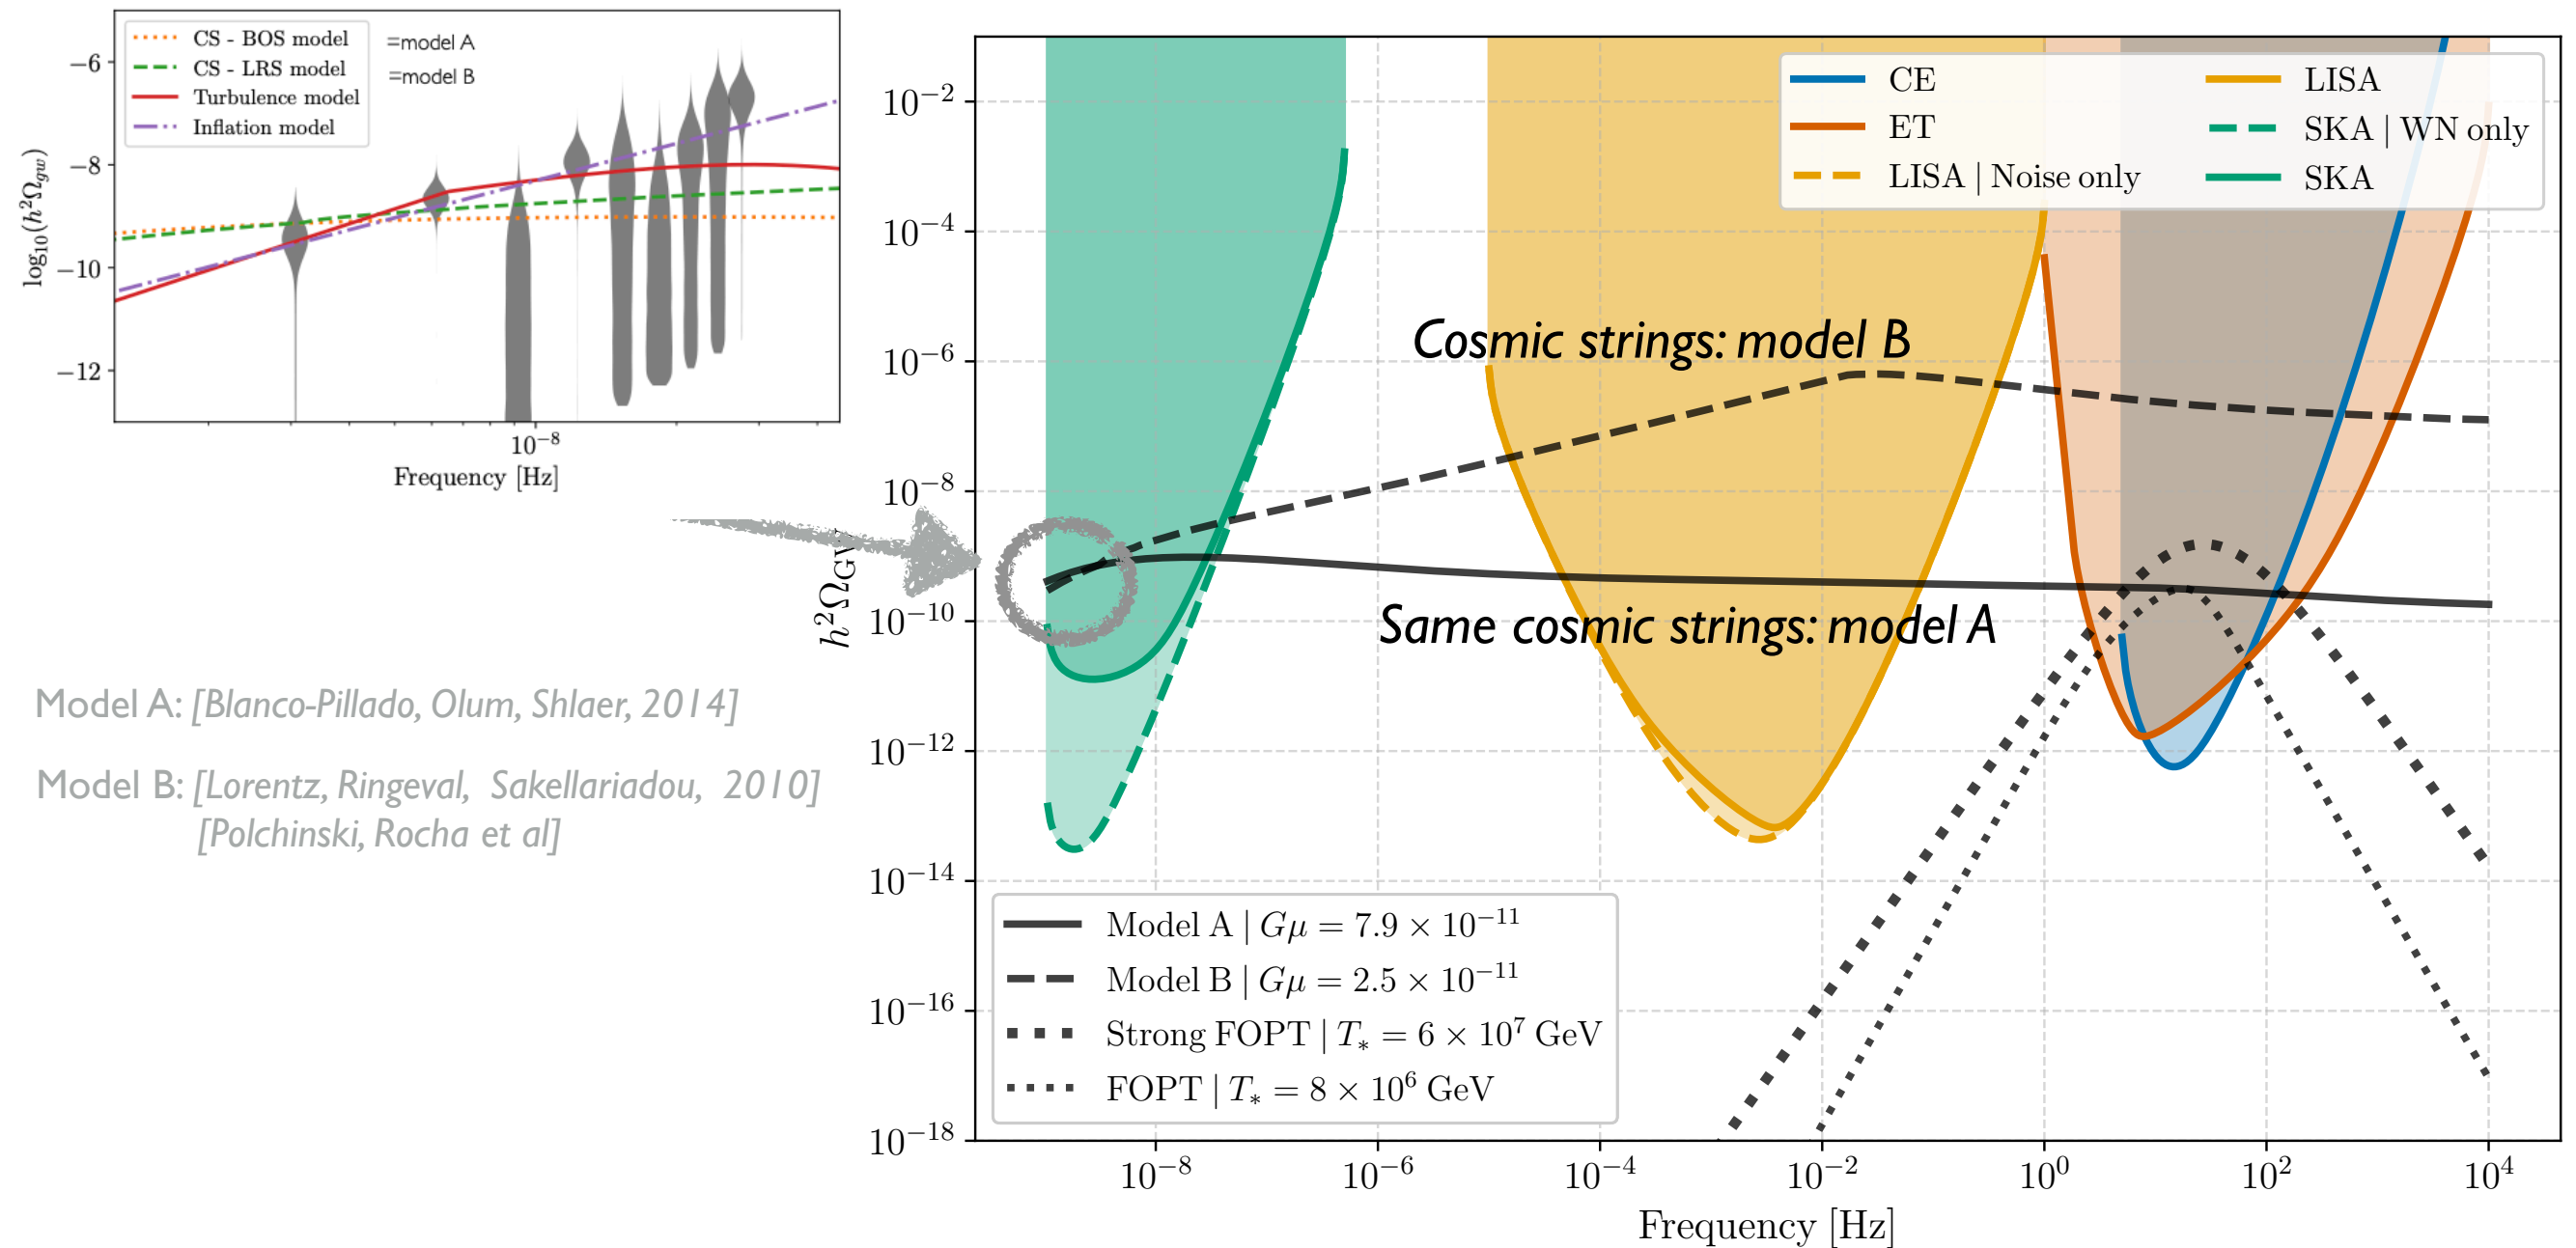 CS - BOS model
CS - LRS model
Turbulence model
Inflation model
=model A
=model B
−6
−8
−10
−12
log₁₀(h²Ω_gw)
10⁻⁸
Frequency [Hz]
Model A: [Blanco-Pillado, Olum, Shlaer, 2014]
Model B: [Lorentz, Ringeval, Sakellariadou, 2010]
[Polchinski, Rocha et al]
CE
ET
LISA | Noise only
LISA
SKA | WN only
SKA
Cosmic strings: model B
Same cosmic strings: model A
h²Ω_GW
10⁻²
10⁻⁴
10⁻⁶
10⁻⁸
10⁻¹⁰
10⁻¹²
10⁻¹⁴
10⁻¹⁶
10⁻¹⁸
Model A | Gμ = 7.9 × 10⁻¹¹
Model B | Gμ = 2.5 × 10⁻¹¹
Strong FOPT | T∗ = 6 × 10⁷ GeV
FOPT | T∗ = 8 × 10⁶ GeV
10⁻⁸ 10⁻⁶ 10⁻⁴ 10⁻² 10⁰ 10² 10⁴
Frequency [Hz]